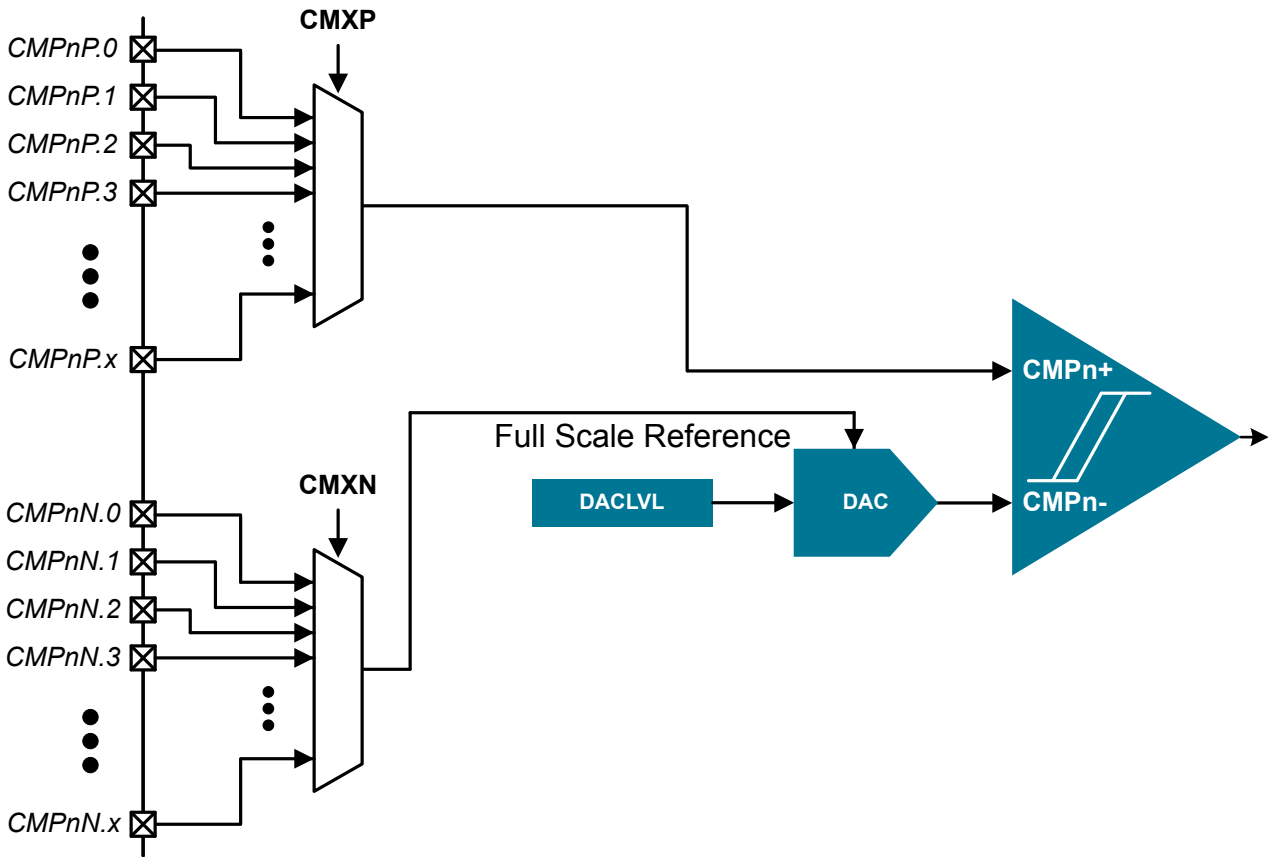 CMXP
CMPnP.0
CMPnP.1
CMPnP.2
CMPnP.3
CMPnP.x
CMPn+
Full Scale Reference
CMXN
DACLVL
DAC
CMPn-
CMPnN.0
CMPnN.1
CMPnN.2
CMPnN.3
CMPnN.x